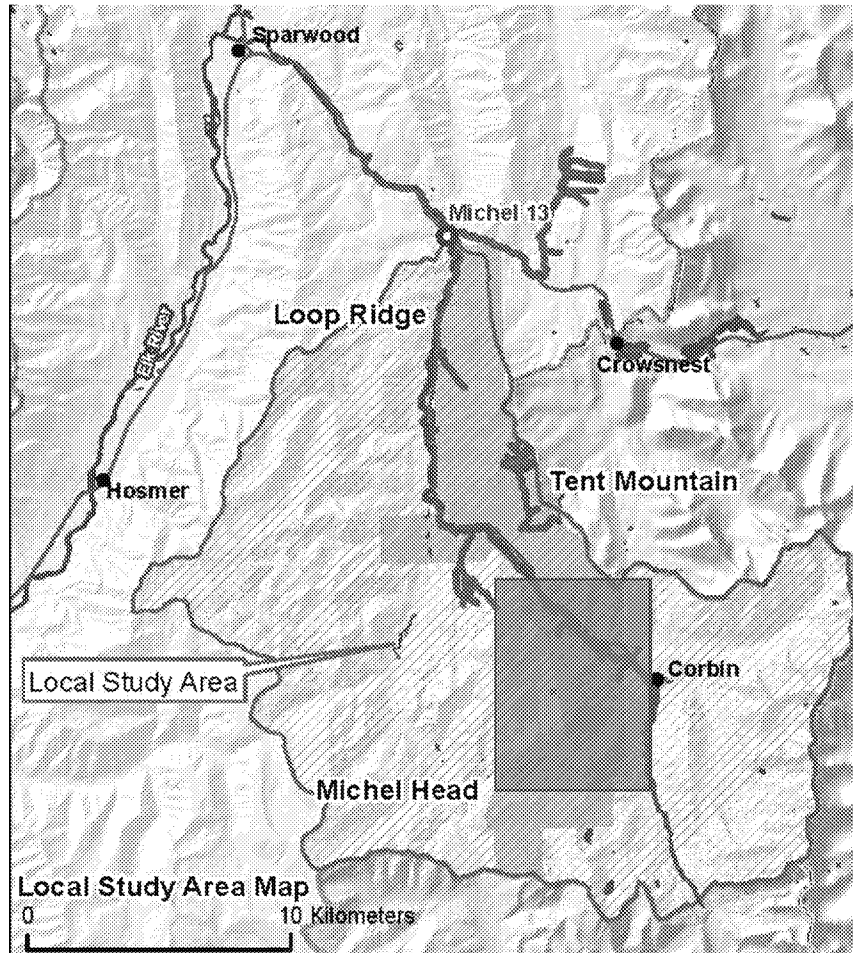 Sparwood
Michel 13
Loop Ridge
Elk River
Crowsnest
Hosmer
Tent Mountain
Local Study Area
Corbin
Michel Head
Local Study Area Map
0 10 Kilometers